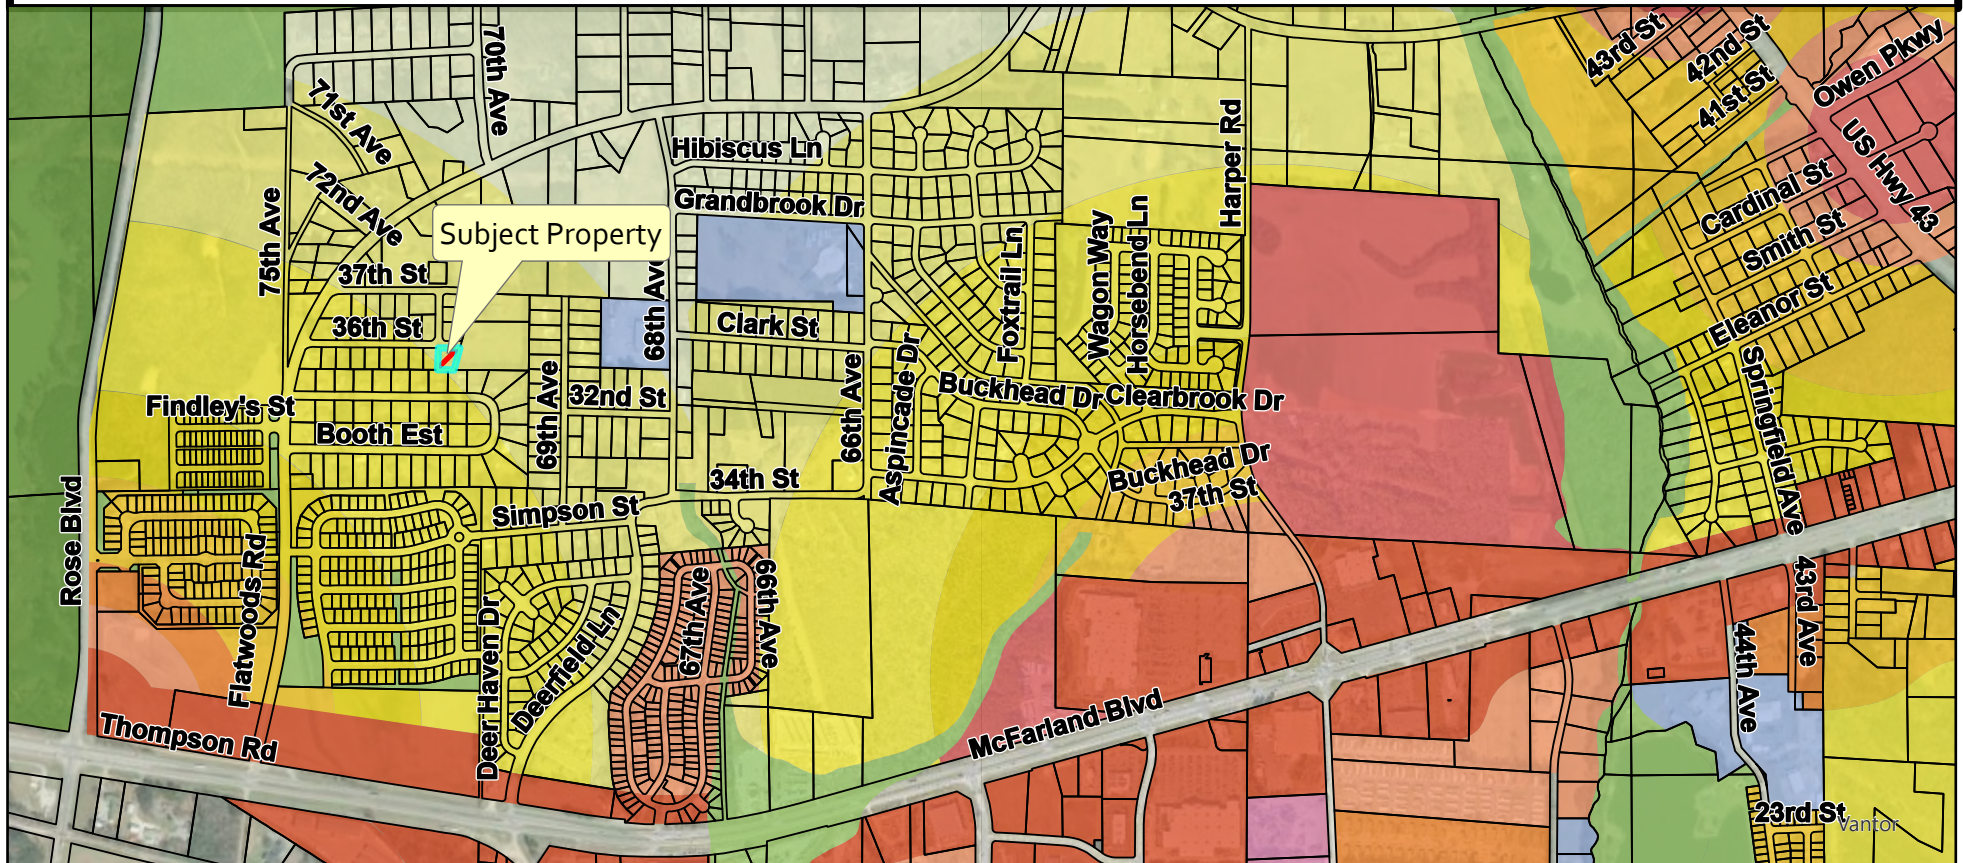 70th Ave
43rd St
42nd St
41st St
Owen Pkwy
US Hwy 43
71st Ave
72nd Ave
Hibiscus Ln
Grandbrook Dr
Harper Rd
Cardinal St
Smith St
Eleanor St
75th Ave
Subject Property
37th St
36th St
68th Ave
Clark St
Foxtrail Ln
Wagon Way
Horsebend Ln
Findley's St
Booth Est
69th Ave
32nd St
66th Ave
Aspincade Dr
Buckhead Dr
Clearbrook Dr
Springfield Ave
34th St
Buckhead Dr
37th St
Simpson St
Rose Blvd
Flatwoods Rd
Deer Haven Dr
Deerfield Ln
67th Ave
66th Ave
43rd Ave
44th Ave
Thompson Rd
McFarland Blvd
23rd St
Vantor